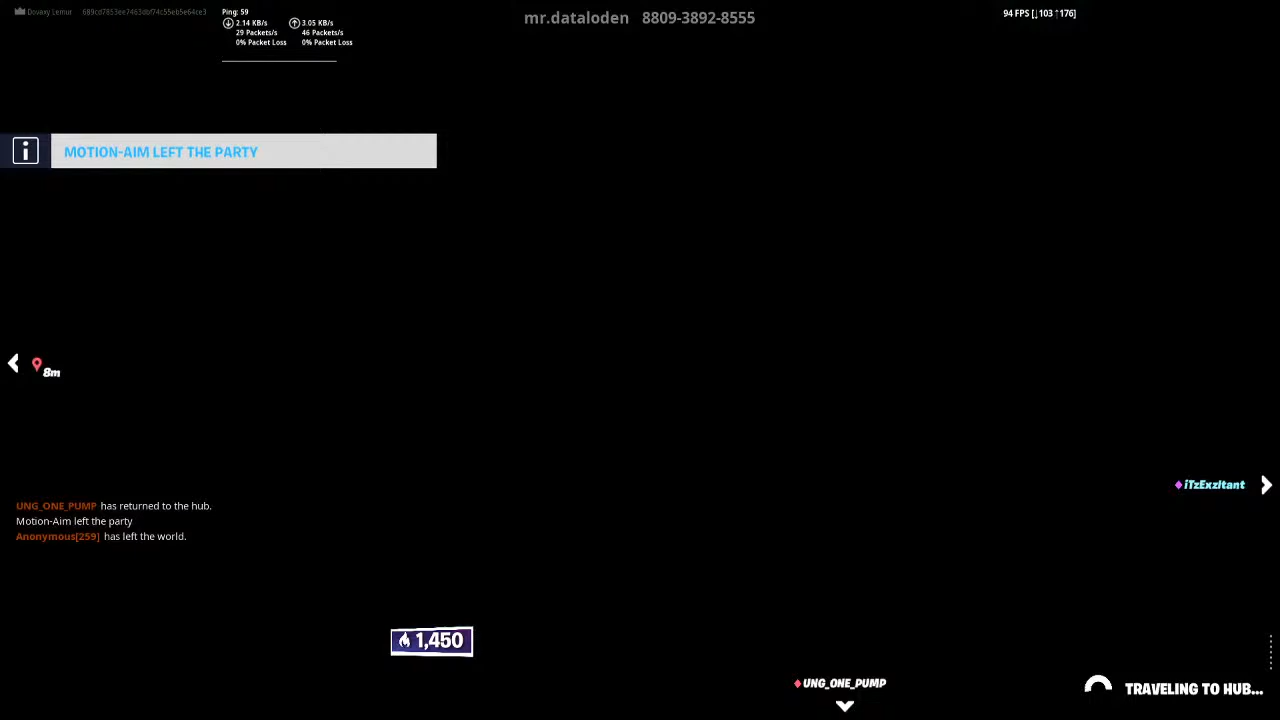 Ping: 59
2.14 KB/s 3.05 KB/s
29 Packets/s 46 Packets/s
0% Packet Loss 0% Packet Loss
mr.dataloden 8809-3892-8555
94 FPS [↓103 ↑176]
MOTION-AIM LEFT THE PARTY
8m
iTzExzItant
UNG_ONE_PUMP has returned to the hub.
Motion-Aim left the party
Anonymous[259] has left the world.
1,450
UNG_ONE_PUMP
TRAVELING TO HUB...